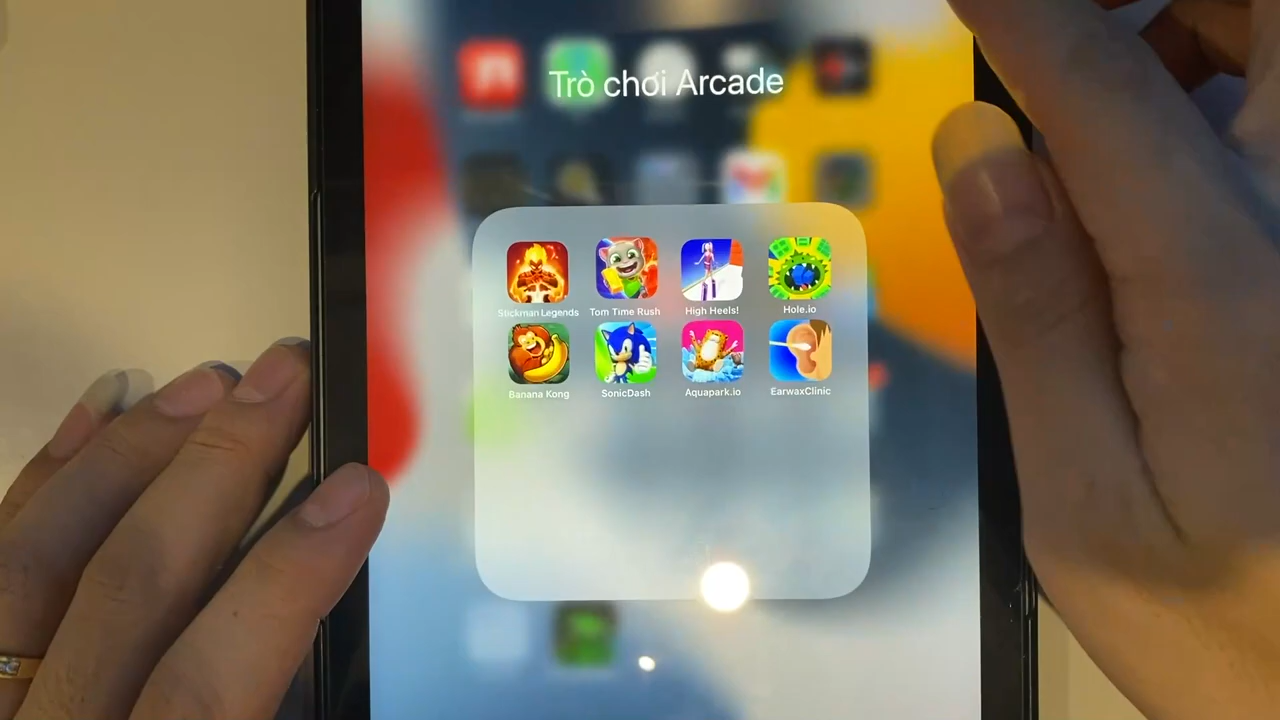 Trò chơi Arcade
Stickman Legends Tom Time Rush High Heels! Hole.io
Banana Kong SonicDash Aquapark.io EarwaxClinic